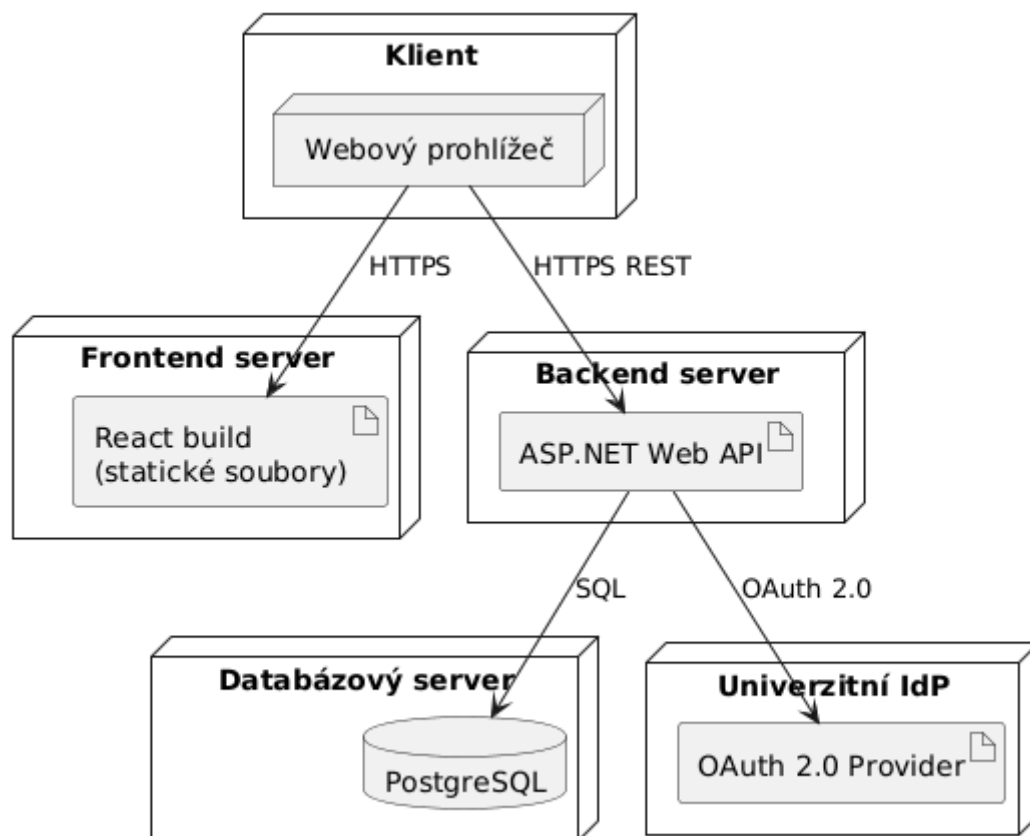 Klient
Webový prohlížeč
HTTPS
HTTPS REST
Frontend server
React build
(statické soubory)
Backend server
ASP.NET Web API
SQL
OAuth 2.0
Databázový server
PostgreSQL
Univerzitní IdP
OAuth 2.0 Provider